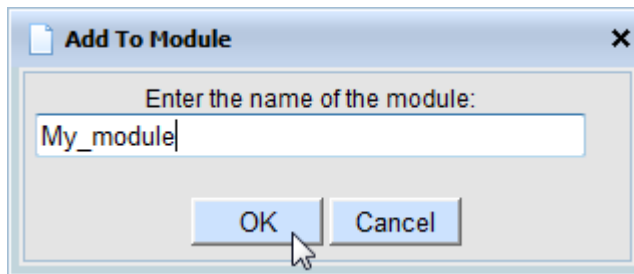 Add To Module
Enter the name of the module:
My_module
OK Cancel